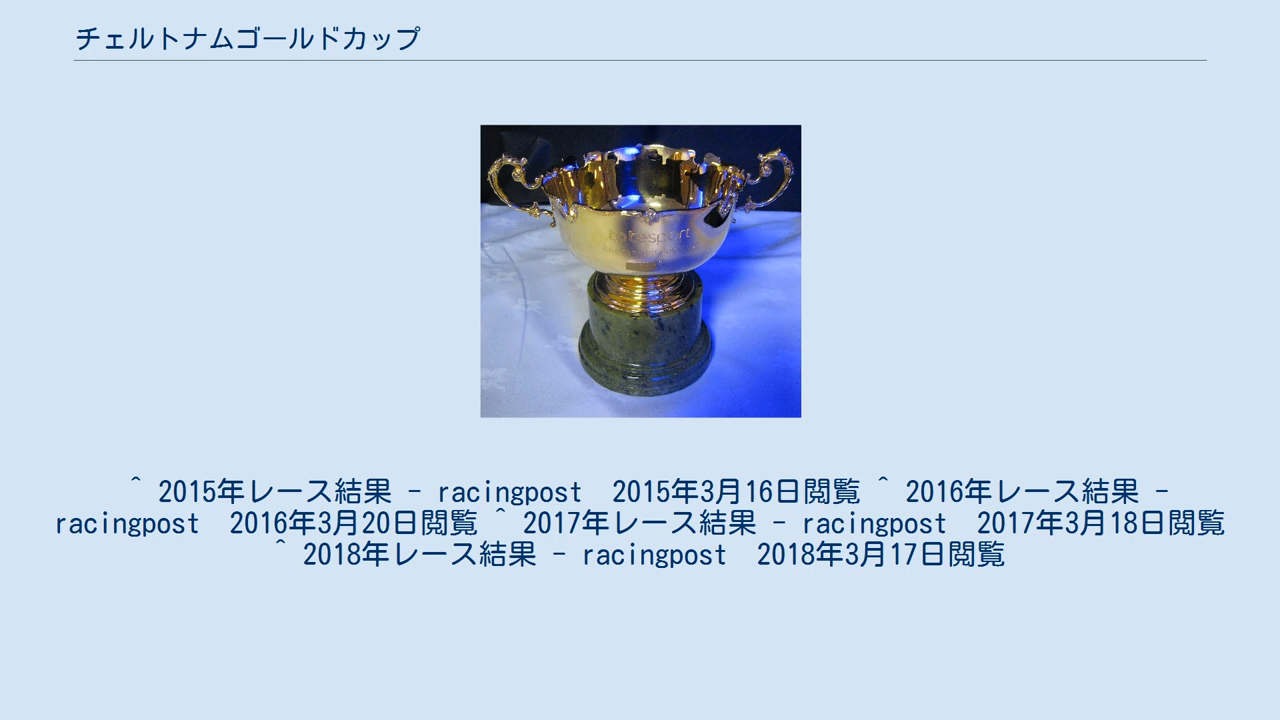 チェルトナムゴールドカップ
^ 2015年レース結果 - racingpost 2015年3月16日閲覧 ^ 2016年レース結果 -
racingpost 2016年3月20日閲覧 ^ 2017年レース結果 - racingpost 2017年3月18日閲覧
^ 2018年レース結果 - racingpost 2018年3月17日閲覧